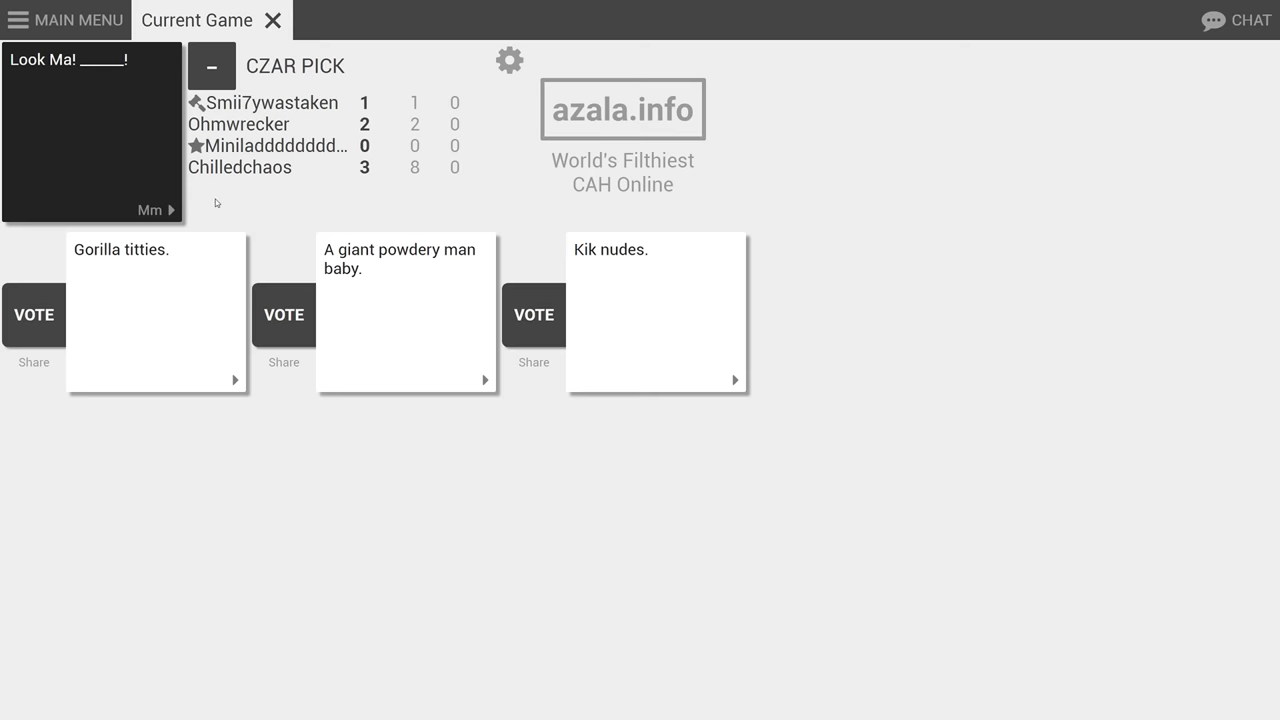 MAIN MENU
Current Game
CHAT
Look Ma! ______!
Mm
-
CZAR PICK
Smii7ywastaken 1 1 0
Ohmwrecker 2 2 0
Miniladdddddddd... 0 0 0
Chilledchaos 3 8 0
azala.info
World's Filthiest
CAH Online
VOTE
Share
Gorilla titties.
VOTE
Share
A giant powdery man
baby.
VOTE
Share
Kik nudes.